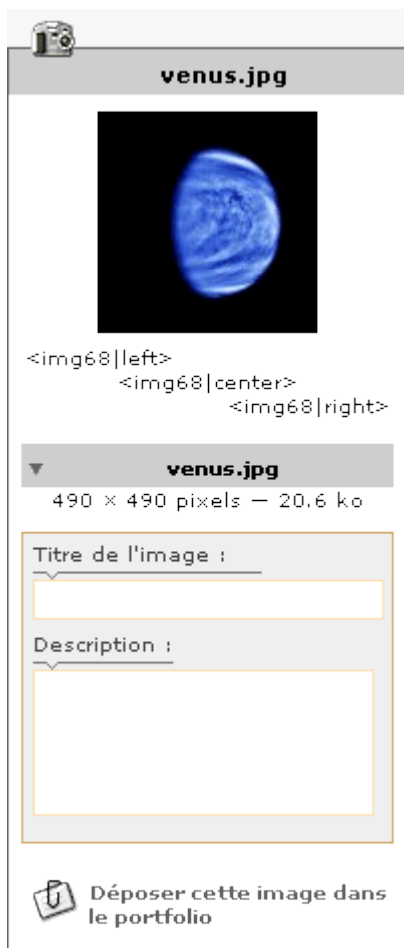 venus.jpg
<img68|left>
<img68|center>
<img68|right>
venus.jpg
490 × 490 pixels — 20.6 ko
Titre de l'image :
Description :
Déposer cette image dans
le portfolio